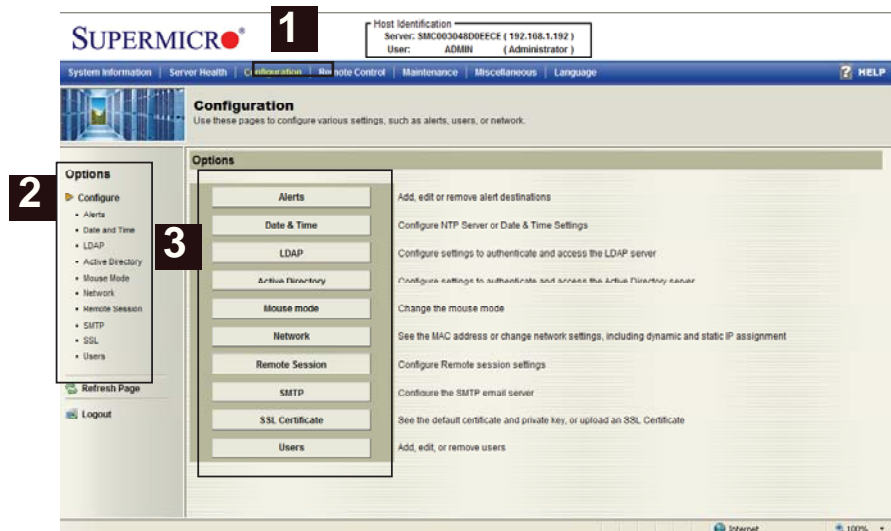 SUPERMICRO
1
Host Identification
Server: SMC003048D0EECE ( 192.168.1.192 )
User: ADMIN ( Administrator )
System Information | Server Health | Configuration | Remote Control | Maintenance | Miscellaneous | Language
HELP
Configuration
Use these pages to configure various settings, such as alerts, users, or network.
Options
2
Configure
• Alerts
• Date and Time
• LDAP
• Active Directory
• Mouse Mode
• Network
• Remote Session
• SMTP
• SSL
• Users
Refresh Page
Logout
Options
3
Alerts Add, edit or remove alert destinations
Date & Time Configure NTP Server or Date & Time Settings
LDAP Configure settings to authenticate and access the LDAP server
Active Directory Configure settings to authenticate and access the Active Directory server
Mouse mode Change the mouse mode
Network See the MAC address or change network settings, including dynamic and static IP assignment
Remote Session Configure Remote session settings
SMTP Configure the SMTP email server
SSL Certificate See the default certificate and private key, or upload an SSL Certificate
Users Add, edit, or remove users
Internet 100%